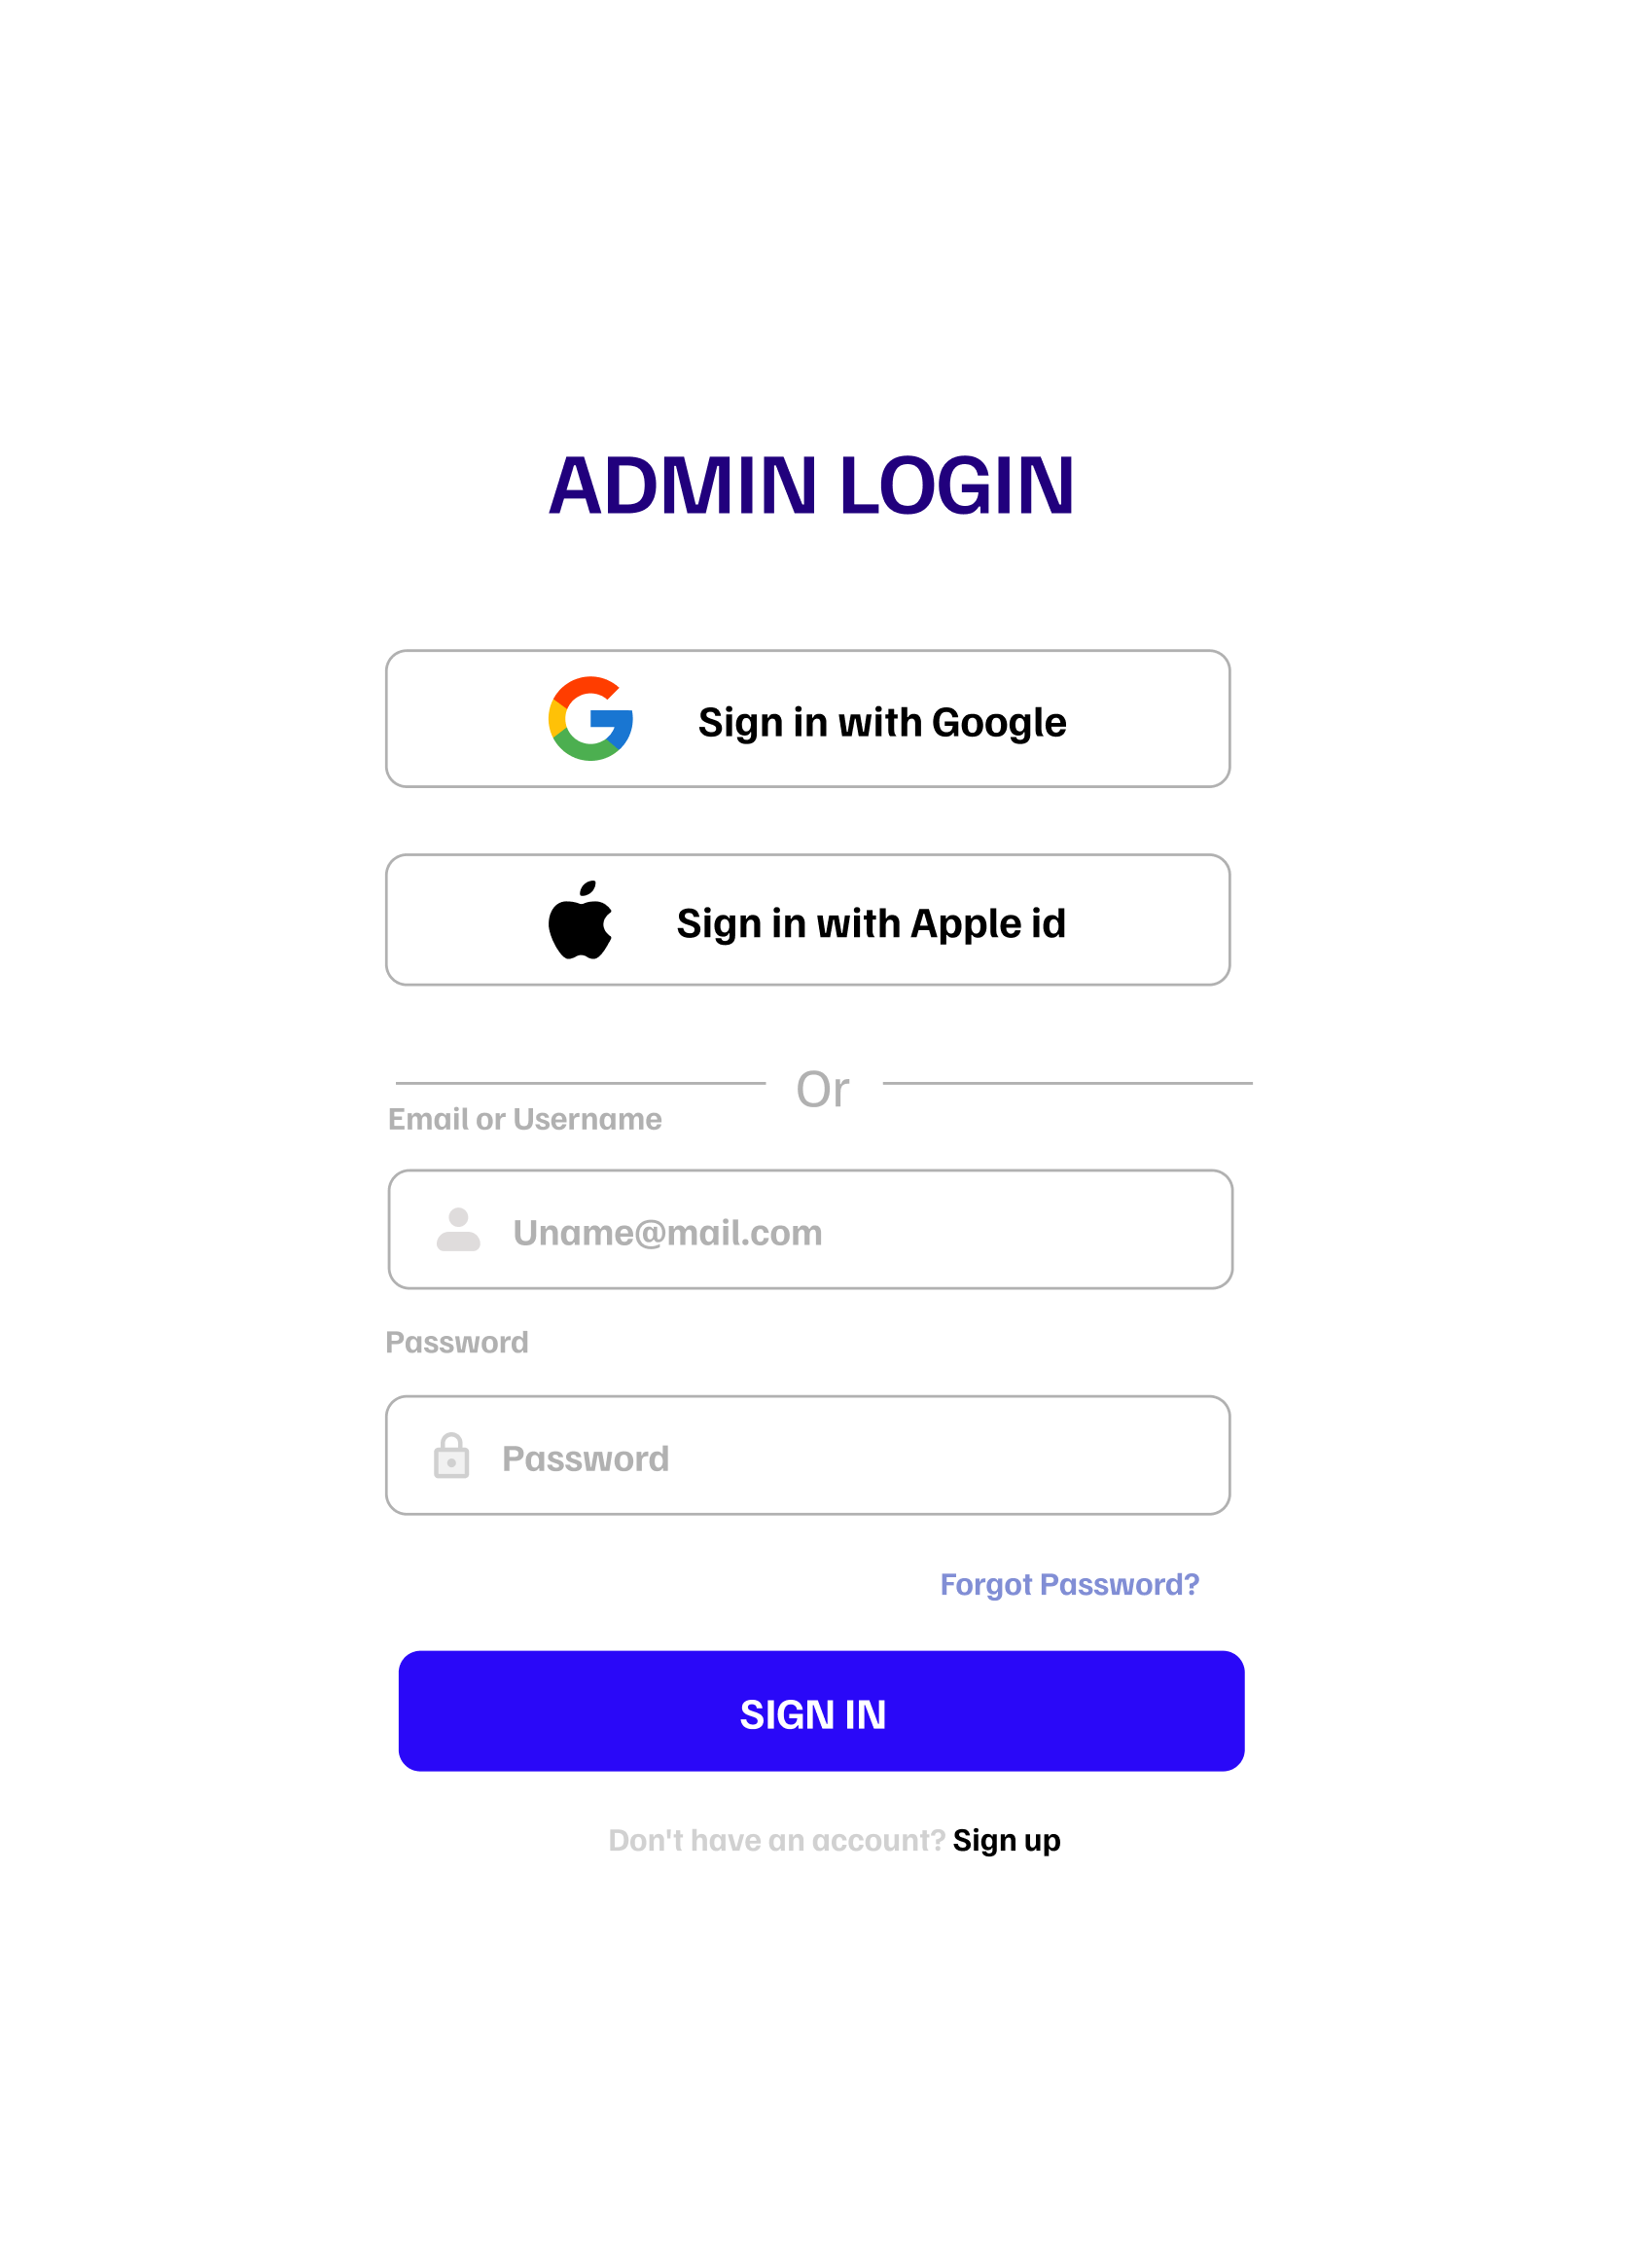 ADMIN LOGIN
Sign in with Google
Sign in with Apple id
Or
Email or Username
Uname@mail.com
Password
Password
Forgot Password?
SIGN IN
Don't have an account? Sign up